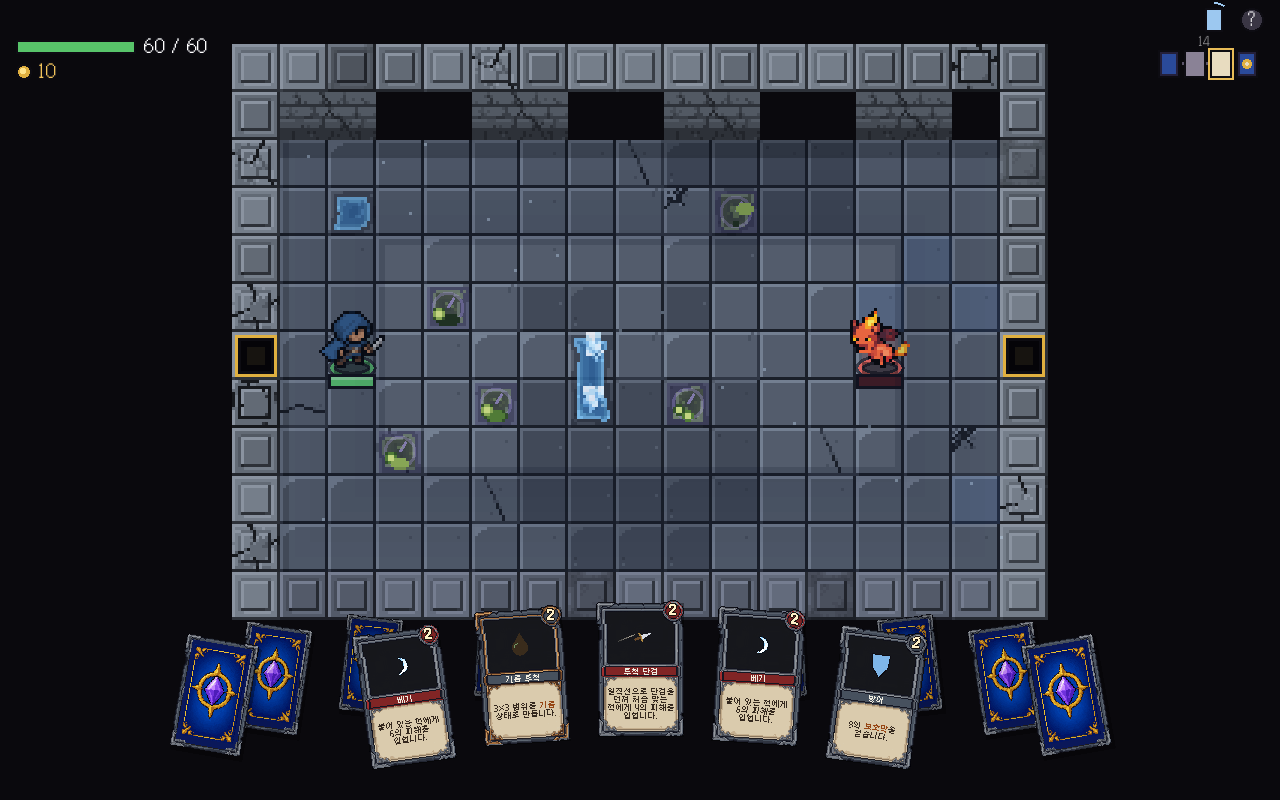 60 / 60
10
?
14
2
베기
붙어 있는 적에게
6의 피해를
입힙니다.
2
기름 투척
3×3 범위를 기름
상태로 만듭니다.
2
투척 단검
일직선으로 단검을
던져 처음 맞는
적에게 4의 피해를
입힙니다.
2
베기
붙어 있는 적에게
6의 피해를
입힙니다.
2
방어
8의 보호막을
얻습니다.